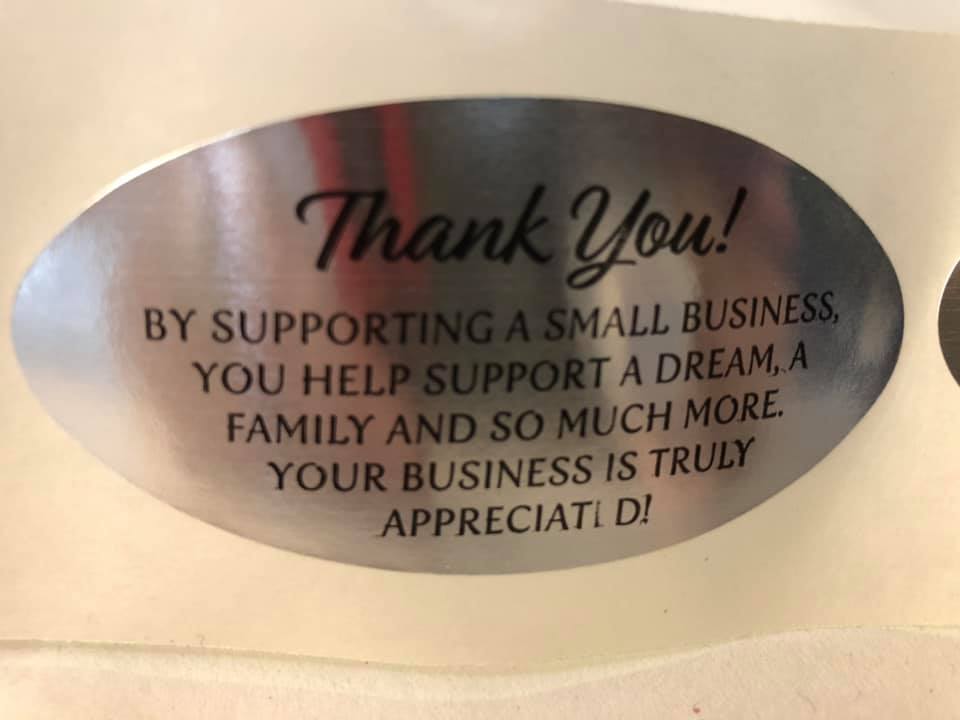 Thank You!
BY SUPPORTING A SMALL BUSINESS,
YOU HELP SUPPORT A DREAM, A
FAMILY AND SO MUCH MORE.
YOUR BUSINESS IS TRULY
APPRECIATED!